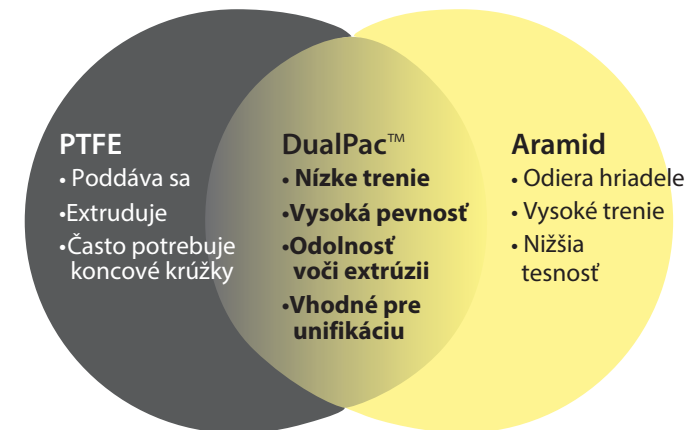 PTFE
• Poddáva sa
•Extruduje
•Často potrebuje
koncové krúžky
DualPac™
• Nízke trenie
•Vysoká pevnosť
•Odolnosť
voči extrúzii
•Vhodné pre
unifikáciu
Aramid
• Odiera hriadele
• Vysoké trenie
• Nižšia
tesnosť